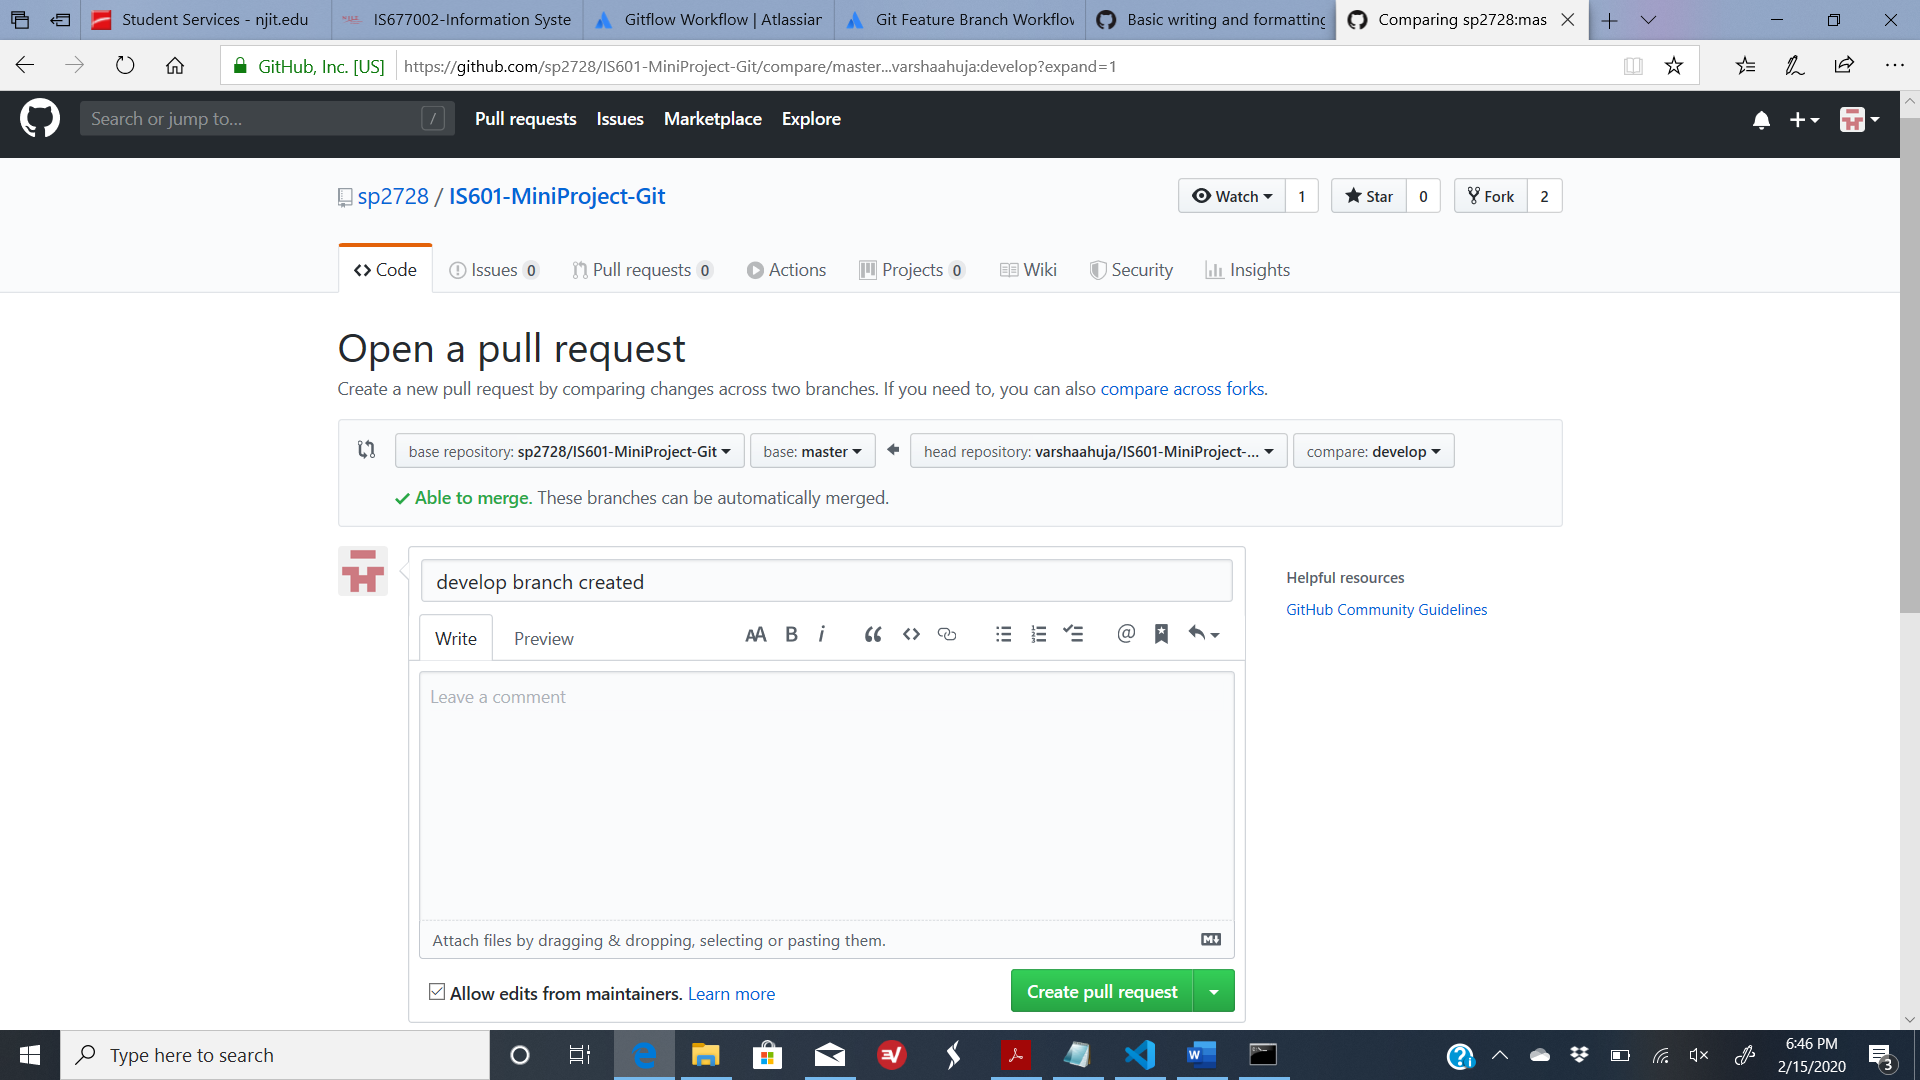 Student Services - njit.edu
IS677002-Information Syste
Gitflow Workflow | Atlassian
Git Feature Branch Workflow
Basic writing and formatting
Comparing sp2728:mas
GitHub, Inc. [US]
https://github.com/sp2728/IS601-MiniProject-Git/compare/master...varshaahuja:develop?expand=1
Search or jump to...
/
Pull requests
Issues
Marketplace
Explore
sp2728 / IS601-MiniProject-Git
Watch
1
Star
0
Fork
2
Code
Issues 0
Pull requests 0
Actions
Projects 0
Wiki
Security
Insights
Open a pull request
Create a new pull request by comparing changes across two branches. If you need to, you can also compare across forks.
base repository: sp2728/IS601-MiniProject-Git
base: master
head repository: varshaahuja/IS601-MiniProject-...
compare: develop
Able to merge. These branches can be automatically merged.
develop branch created
Helpful resources
GitHub Community Guidelines
Write
Preview
Leave a comment
Attach files by dragging & dropping, selecting or pasting them.
Allow edits from maintainers. Learn more
Create pull request
Type here to search
6:46 PM
2/15/2020
3